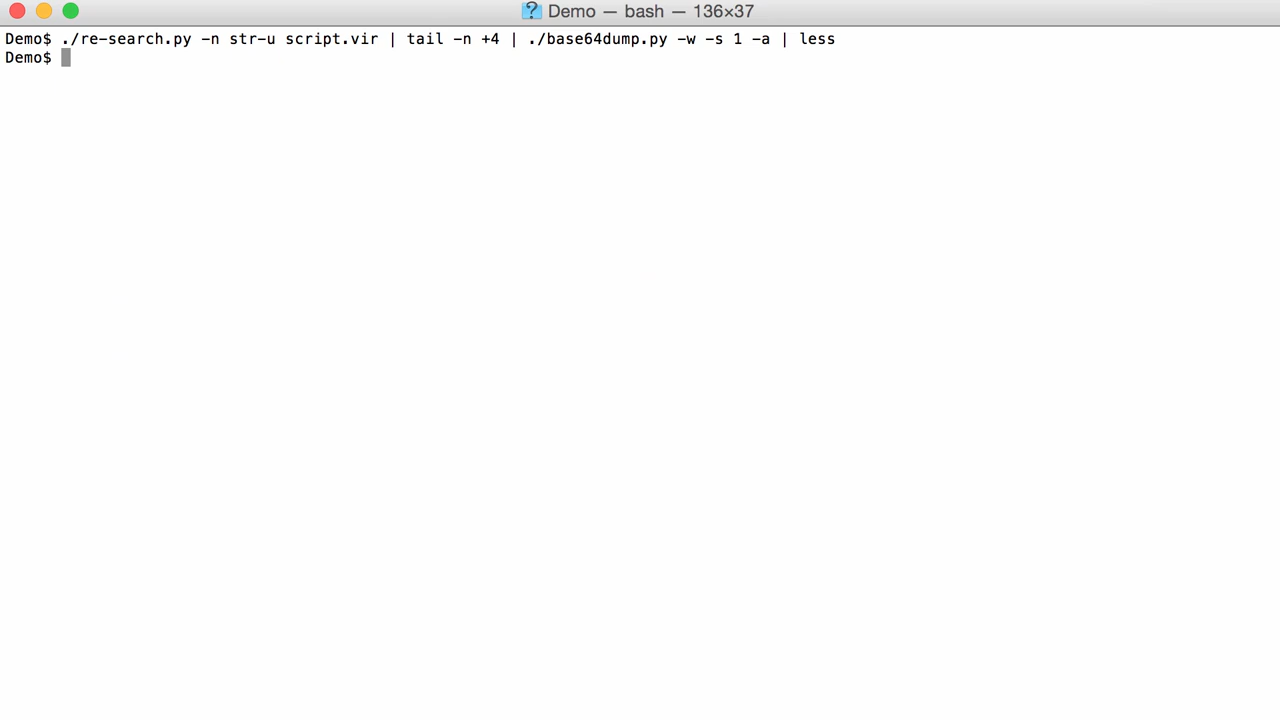 Demo — bash — 136×37
Demo$ ./re-search.py -n str-u script.vir | tail -n +4 | ./base64dump.py -w -s 1 -a | less
Demo$